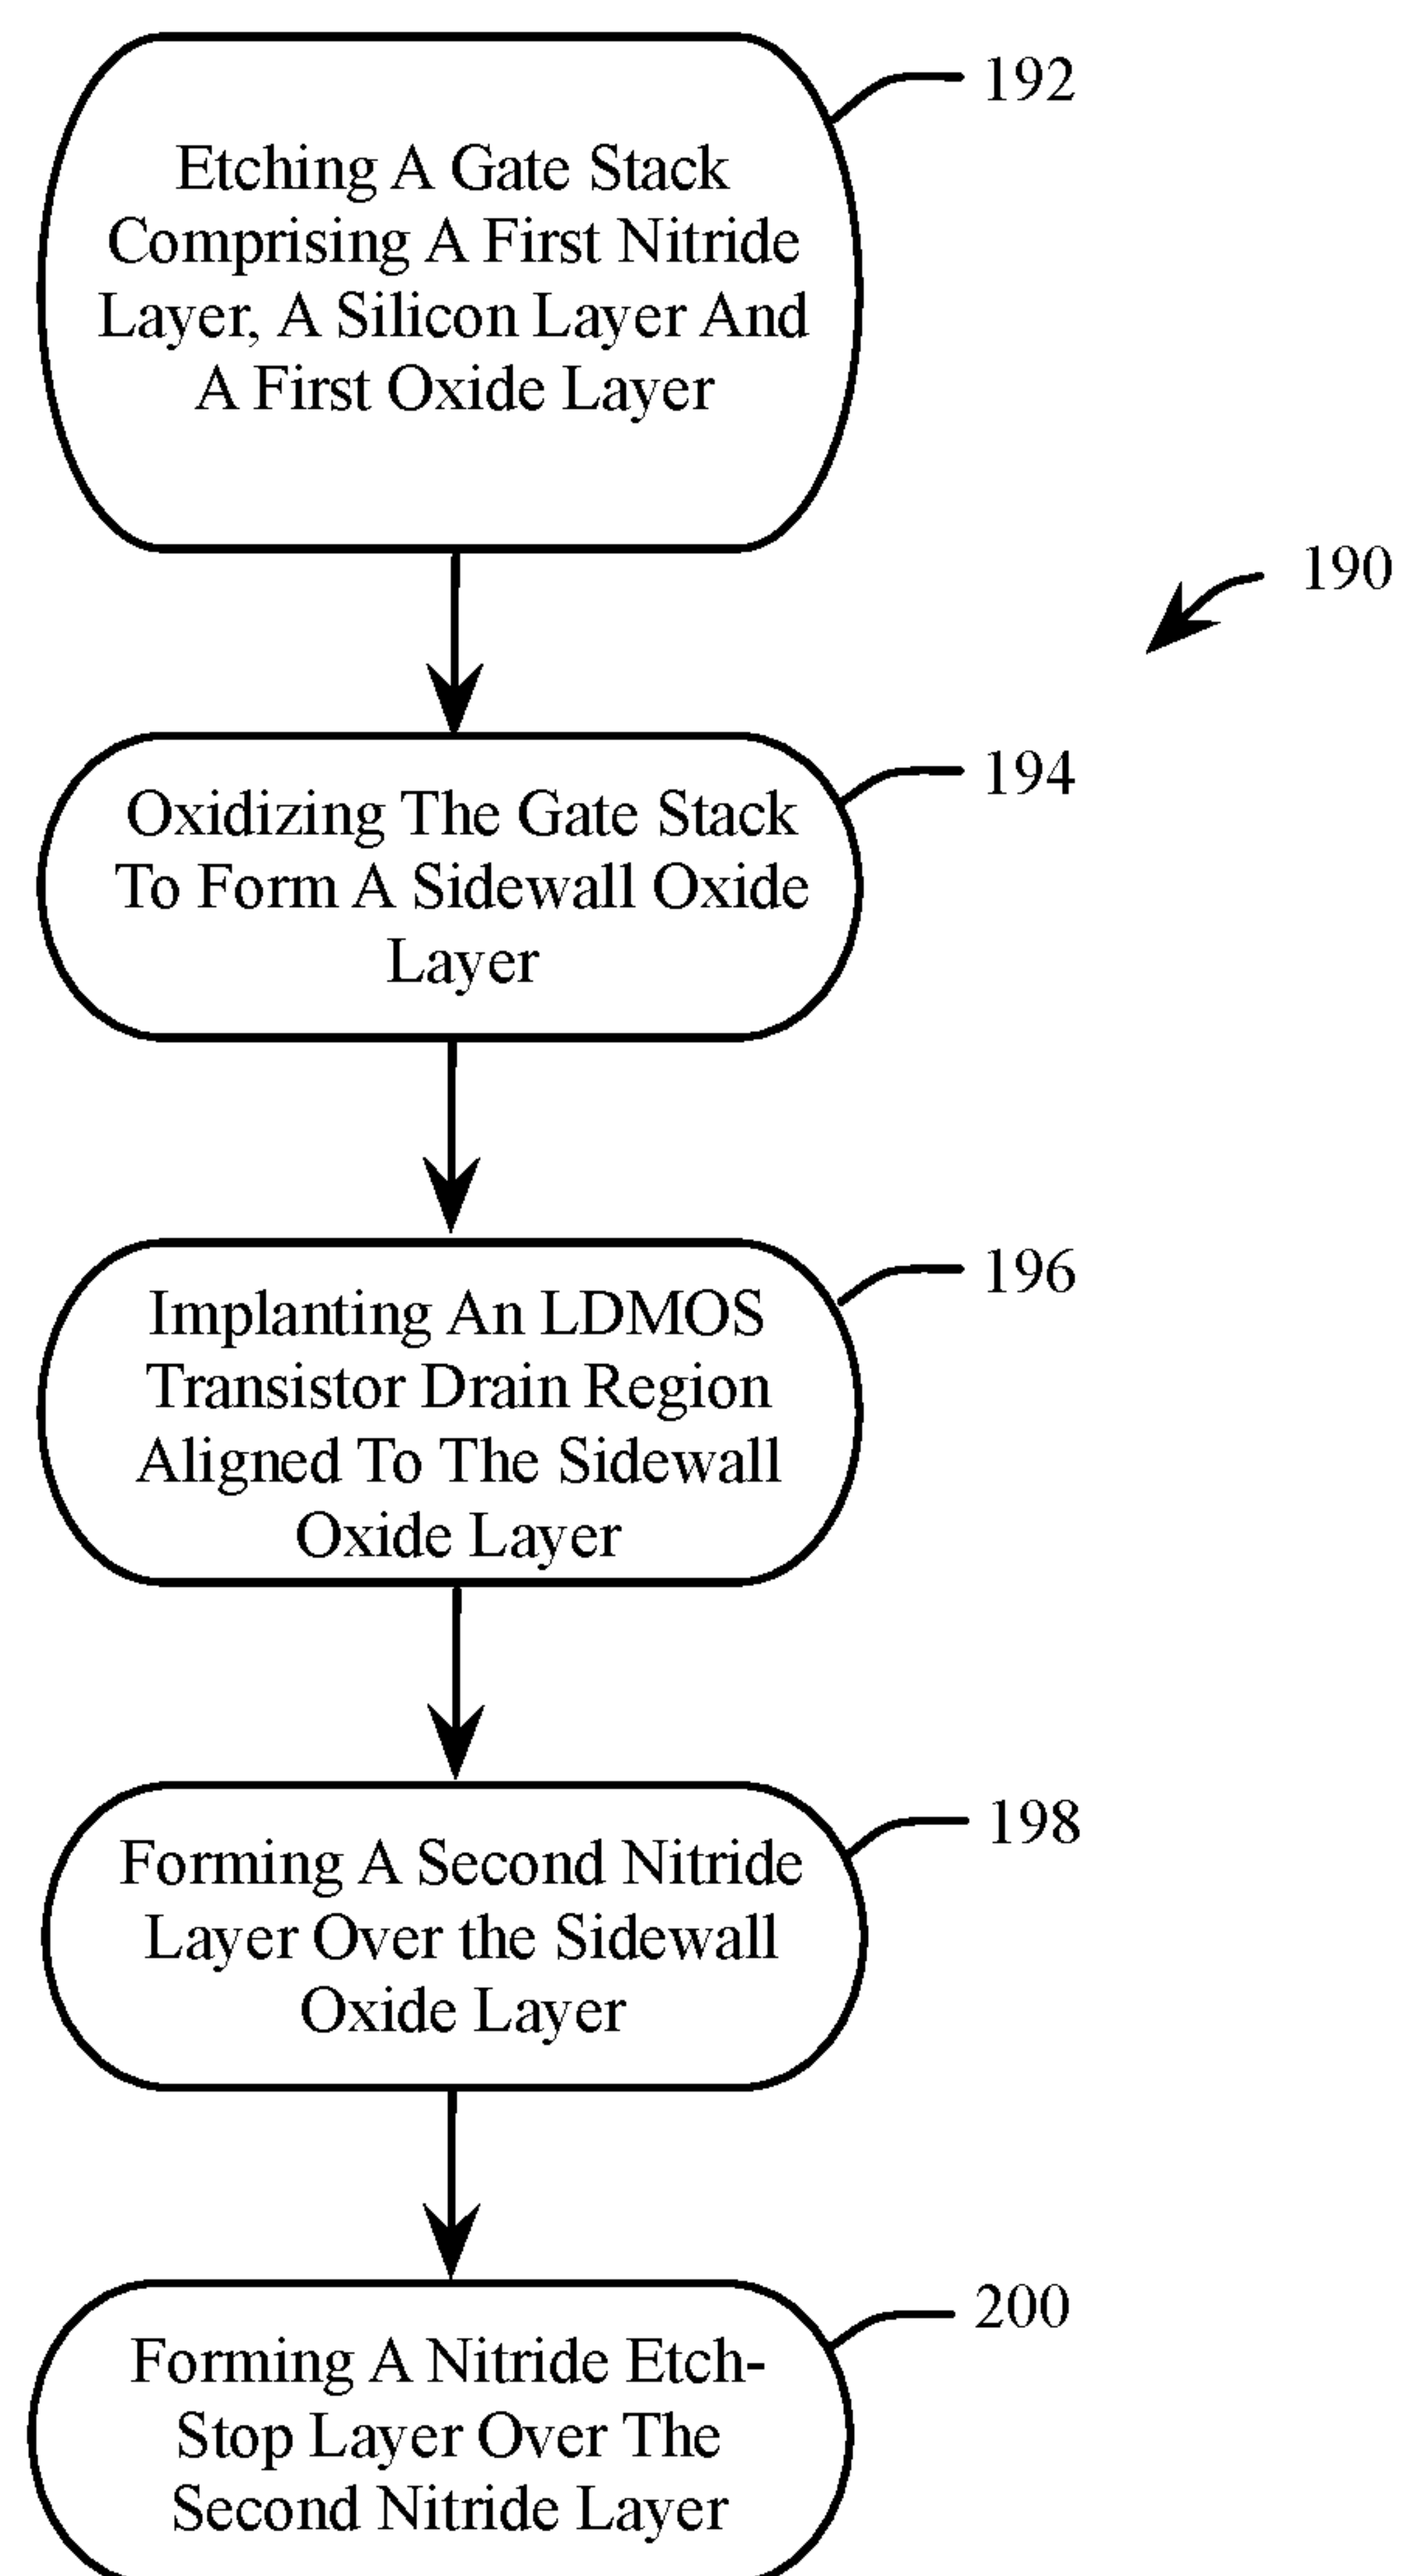 192
Etching A Gate Stack
Comprising A First Nitride
Layer, A Silicon Layer And
A First Oxide Layer
190
194
Oxidizing The Gate Stack
To Form A Sidewall Oxide
Layer
196
Implanting An LDMOS
Transistor Drain Region
Aligned To The Sidewall
Oxide Layer
198
Forming A Second Nitride
Layer Over the Sidewall
Oxide Layer
200
Forming A Nitride Etch-
Stop Layer Over The
Second Nitride Layer